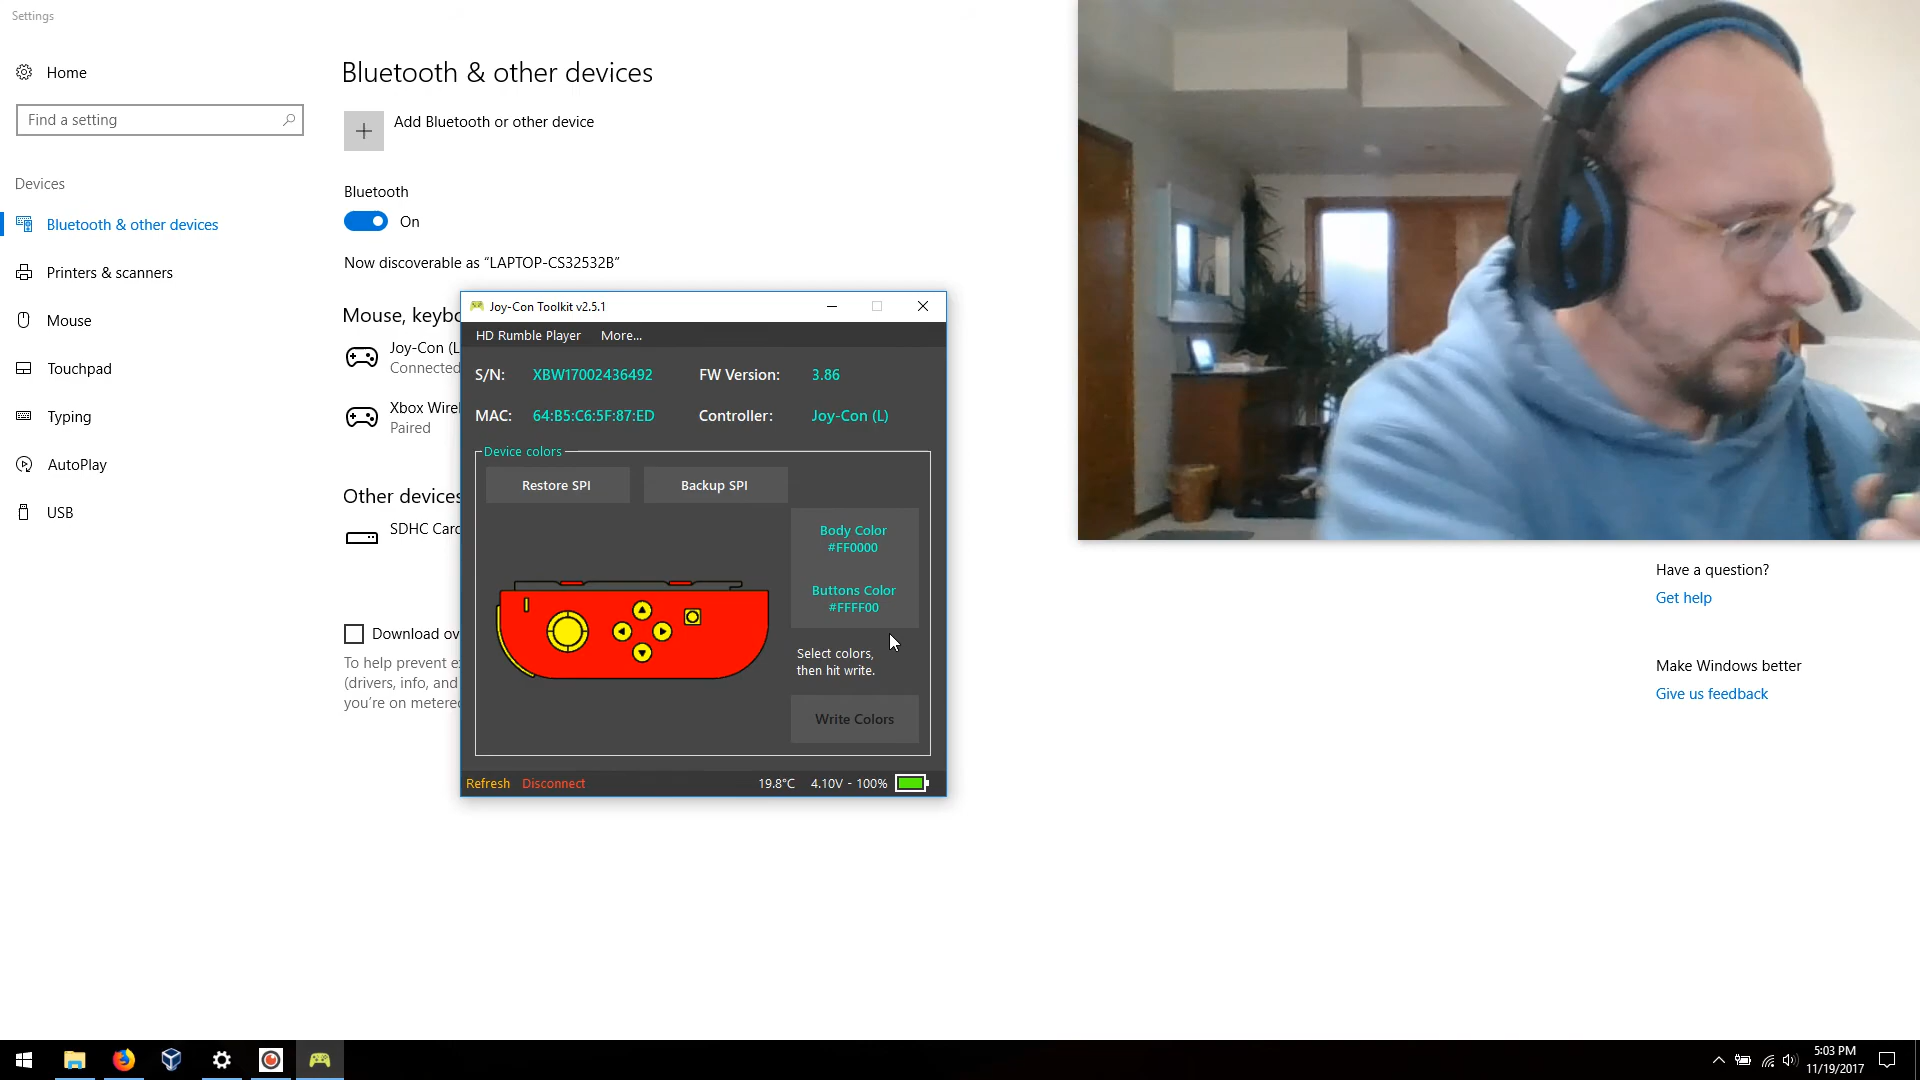 Settings
Home
Find a setting
Devices
Bluetooth & other devices
Printers & scanners
Mouse
Touchpad
Typing
AutoPlay
USB
Bluetooth & other devices
Add Bluetooth or other device
Bluetooth
On
Now discoverable as “LAPTOP-CS32532B”
Mouse, keybo
Joy-Con (L
Connected
Xbox Wirel
Paired
Other devices
SDHC Card
Download ov
To help prevent e
(drivers, info, and
you’re on metered
Joy-Con Toolkit v2.5.1
HD Rumble Player More...
S/N: XBW17002436492 FW Version: 3.86
MAC: 64:B5:C6:5F:87:ED Controller: Joy-Con (L)
Device colors
Restore SPI Backup SPI
Body Color
#FF0000
Buttons Color
#FFFF00
Select colors,
then hit write.
Write Colors
Refresh Disconnect 19.8°C 4.10V - 100%
Have a question?
Get help
Make Windows better
Give us feedback
5:03 PM
11/19/2017